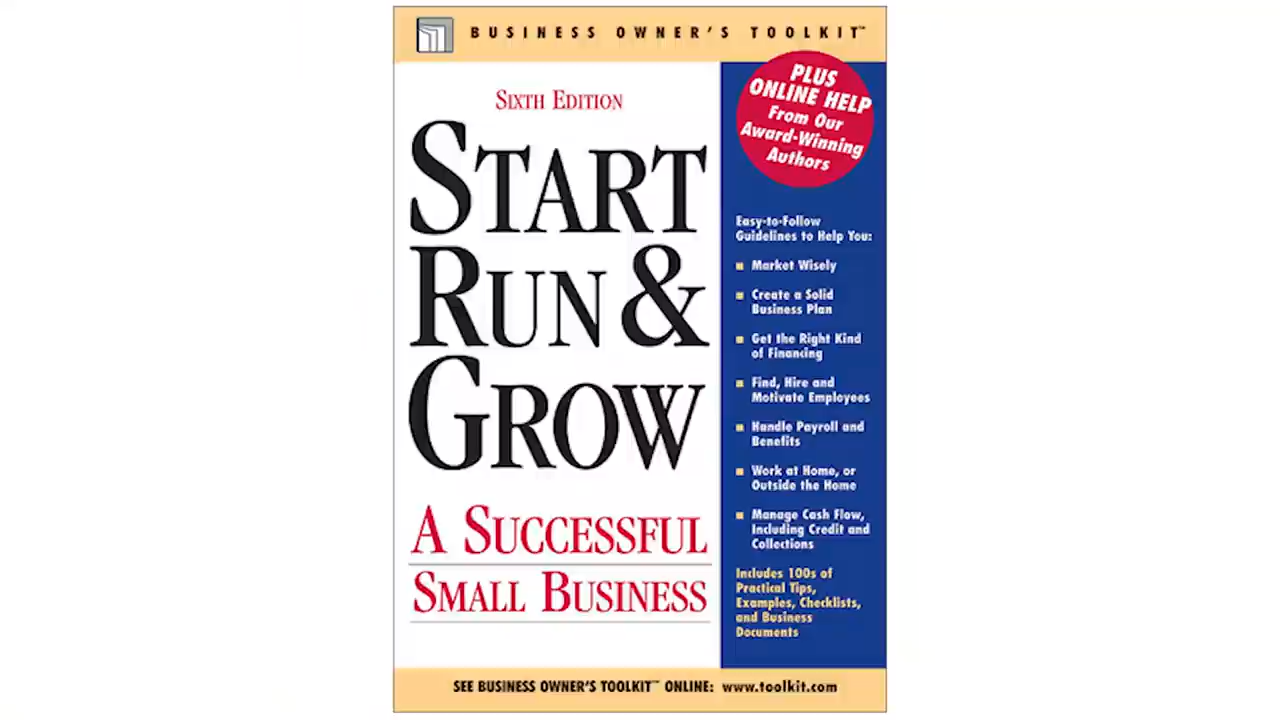 BUSINESS OWNER'S TOOLKIT™
SIXTH EDITION
START
RUN &
GROW
A SUCCESSFUL
SMALL BUSINESS
PLUS
ONLINE HELP
From Our
Award-Winning
Authors
Easy-to-Follow
Guidelines to Help You:
Market Wisely
Create a Solid
Business Plan
Get the Right Kind
of Financing
Find, Hire and
Motivate Employees
Handle Payroll and
Benefits
Work at Home, or
Outside the Home
Manage Cash Flow,
Including Credit and
Collections
Includes 100s of
Practical Tips,
Examples, Checklists,
and Business
Documents
SEE BUSINESS OWNER'S TOOLKIT™ ONLINE: www.toolkit.com